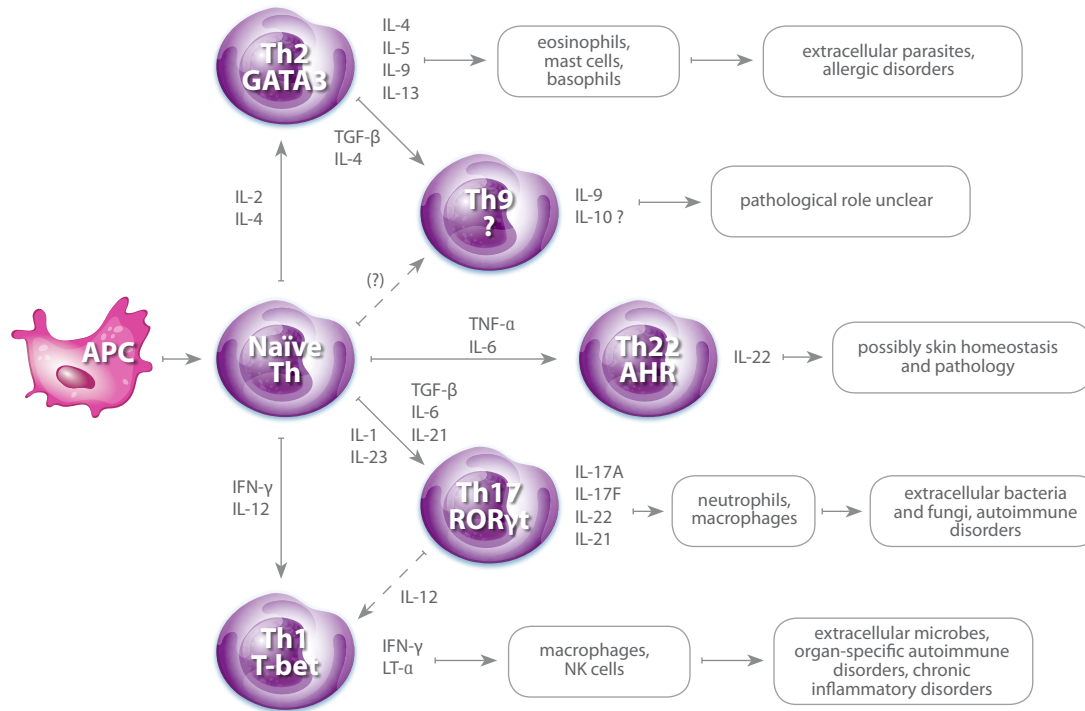 IL-4
IL-5
IL-9
IL-13
Th2
GATA3
eosinophils,
mast cells,
basophils
extracellular parasites,
allergic disorders
TGF-β
IL-4
IL-2
IL-4
Th9
?
IL-9
IL-10 ?
pathological role unclear
(?)
APC
Naïve
Th
TNF-α
IL-6
Th22
AHR
IL-22
possibly skin homeostasis
and pathology
TGF-β
IL-6
IL-21
IL-1
IL-23
Th17
RORγt
IL-17A
IL-17F
IL-22
IL-21
neutrophils,
macrophages
extracellular bacteria
and fungi, autoimmune
disorders
IFN-γ
IL-12
IL-12
Th1
T-bet
IFN-γ
LT-α
macrophages,
NK cells
extracellular microbes,
organ-specific autoimmune
disorders, chronic
inflammatory disorders